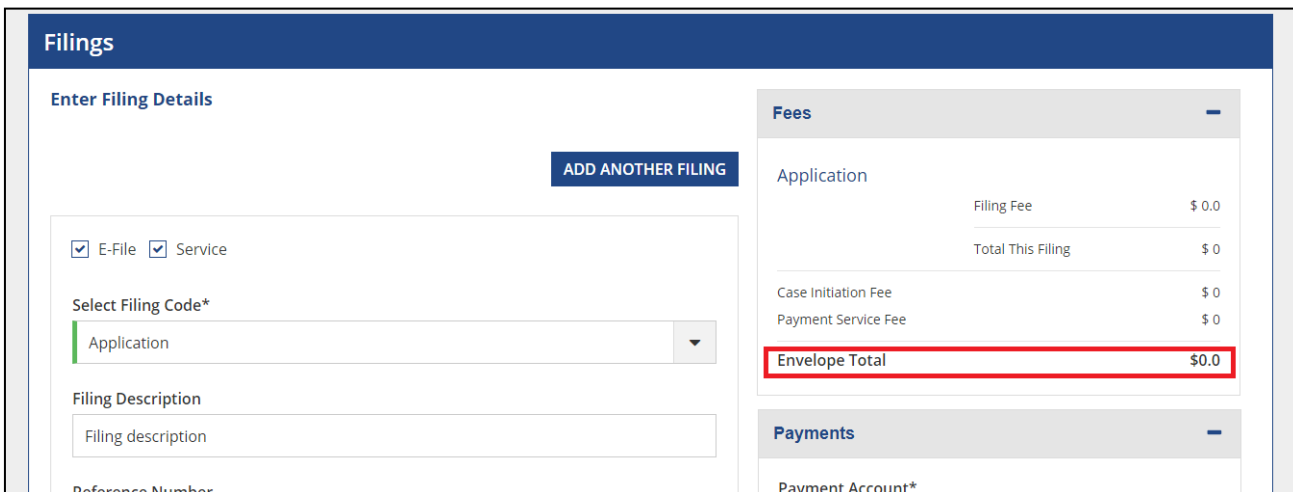 Filings
Enter Filing Details
ADD ANOTHER FILING
E-File Service
Select Filing Code*
Application
Filing Description
Filing description
Reference Number
Fees
Application
Filing Fee $ 0.0
Total This Filing $ 0
Case Initiation Fee $ 0
Payment Service Fee $ 0
Envelope Total $0.0
Payments
Payment Account*